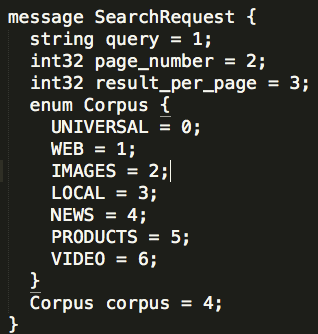 message SearchRequest {
  string query = 1;
  int32 page_number = 2;
  int32 result_per_page = 3;
  enum Corpus {
    UNIVERSAL = 0;
    WEB = 1;
    IMAGES = 2;
    LOCAL = 3;
    NEWS = 4;
    PRODUCTS = 5;
    VIDEO = 6;
  }
  Corpus corpus = 4;
}